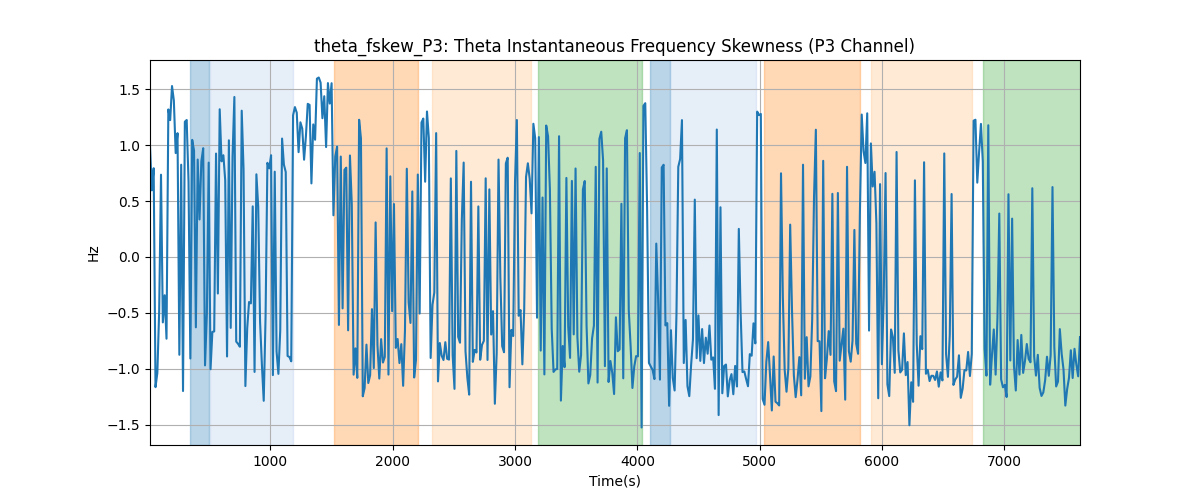 theta_fskew_P3: Theta Instantaneous Frequency Skewness (P3 Channel)
1.5
1.0
0.5
0.0
−0.5
−1.0
−1.5
Hz
1000 2000 3000 4000 5000 6000 7000
Time(s)